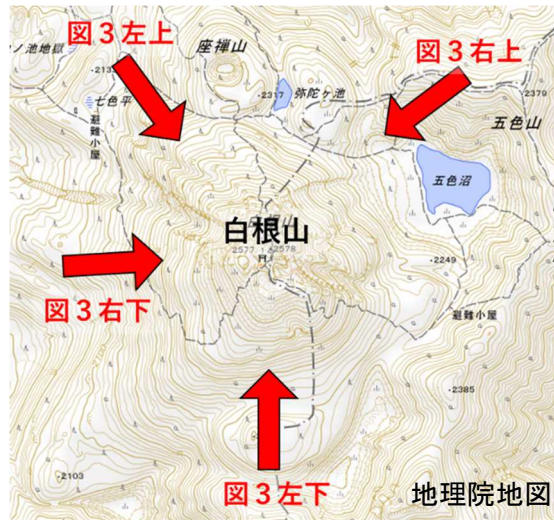 図３左上
座禅山
図３右上
ノ池地獄
2317
弥陀ヶ池
2379
七色平
避難小屋
五色山
五色沼
白根山
2577
2578
2249
図３右下
避難小屋
2385
2103
図３左下
地理院地図